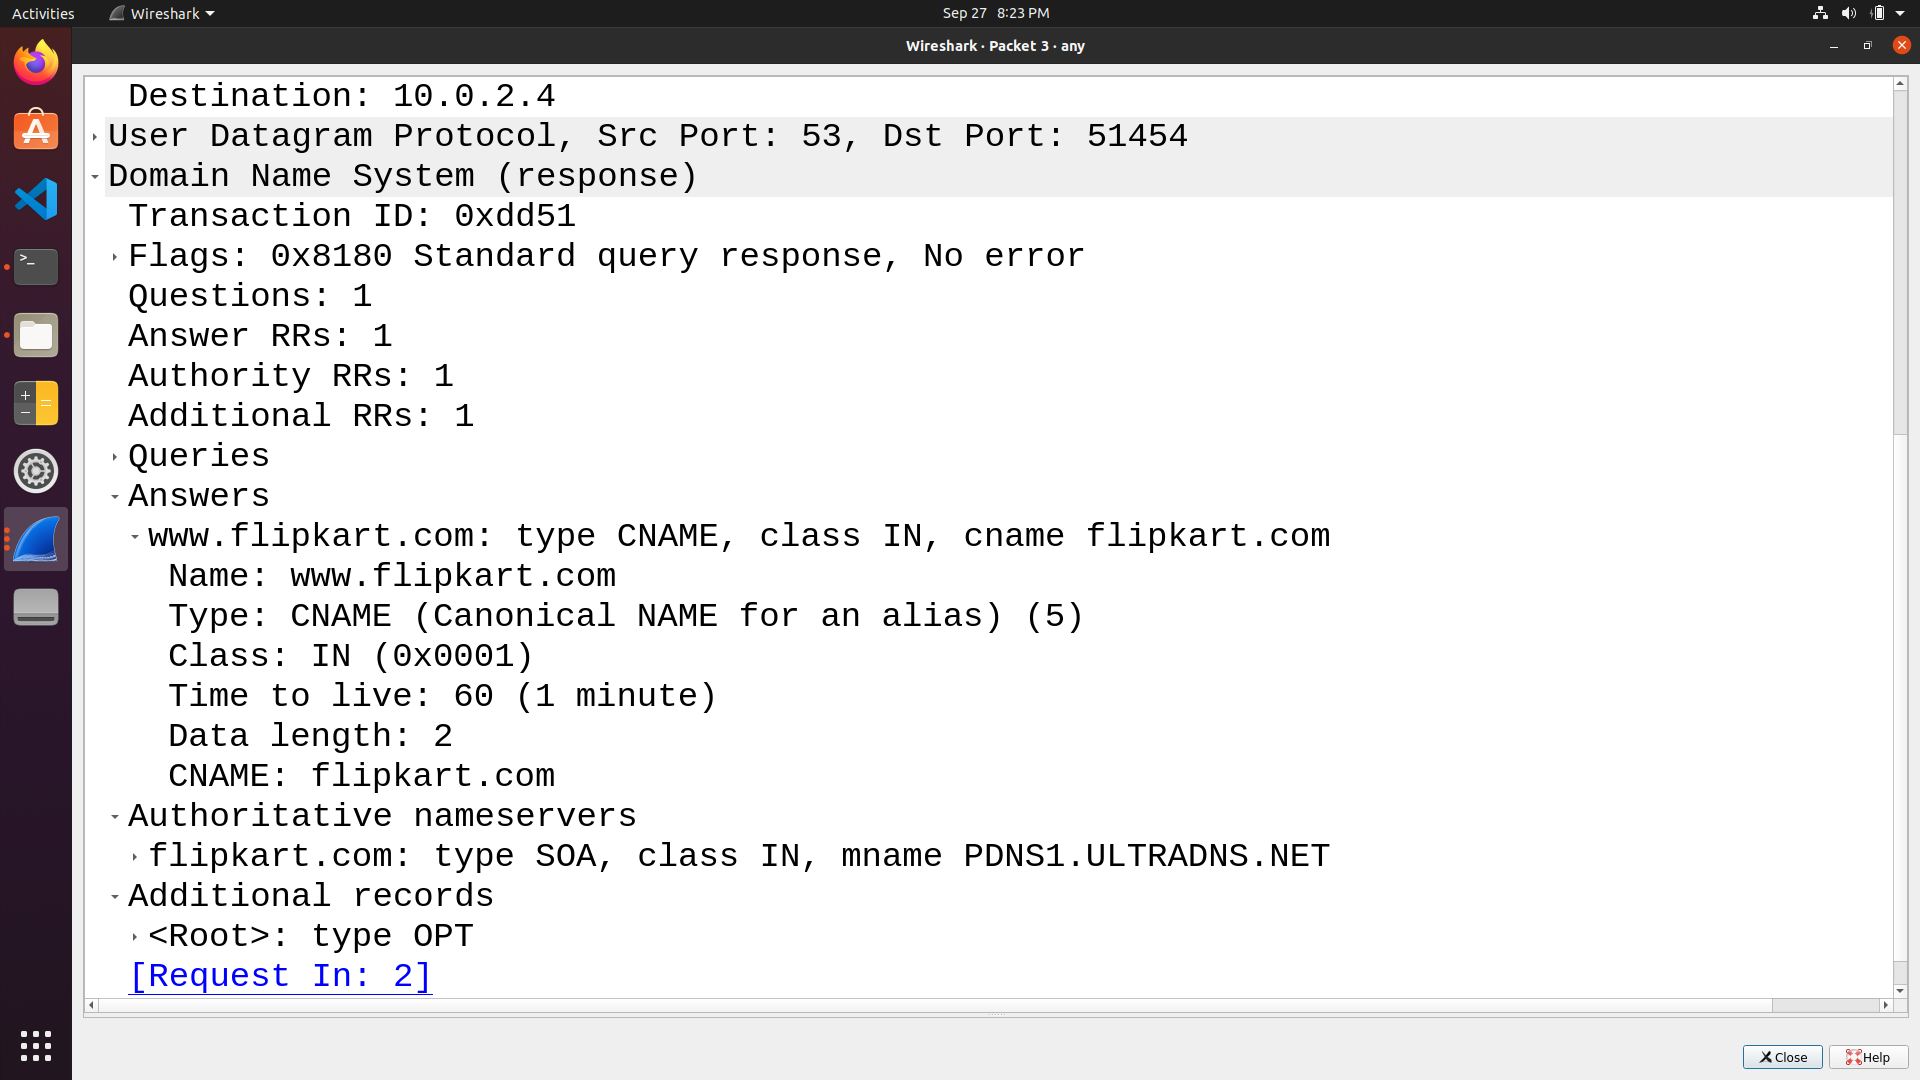 Activities
Wireshark
Sep 27 8:23 PM
Wireshark · Packet 3 · any
Destination: 10.0.2.4
User Datagram Protocol, Src Port: 53, Dst Port: 51454
Domain Name System (response)
Transaction ID: 0xdd51
Flags: 0x8180 Standard query response, No error
Questions: 1
Answer RRs: 1
Authority RRs: 1
Additional RRs: 1
Queries
Answers
www.flipkart.com: type CNAME, class IN, cname flipkart.com
Name: www.flipkart.com
Type: CNAME (Canonical NAME for an alias) (5)
Class: IN (0x0001)
Time to live: 60 (1 minute)
Data length: 2
CNAME: flipkart.com
Authoritative nameservers
flipkart.com: type SOA, class IN, mname PDNS1.ULTRADNS.NET
Additional records
<Root>: type OPT
[Request In: 2]
Close
Help